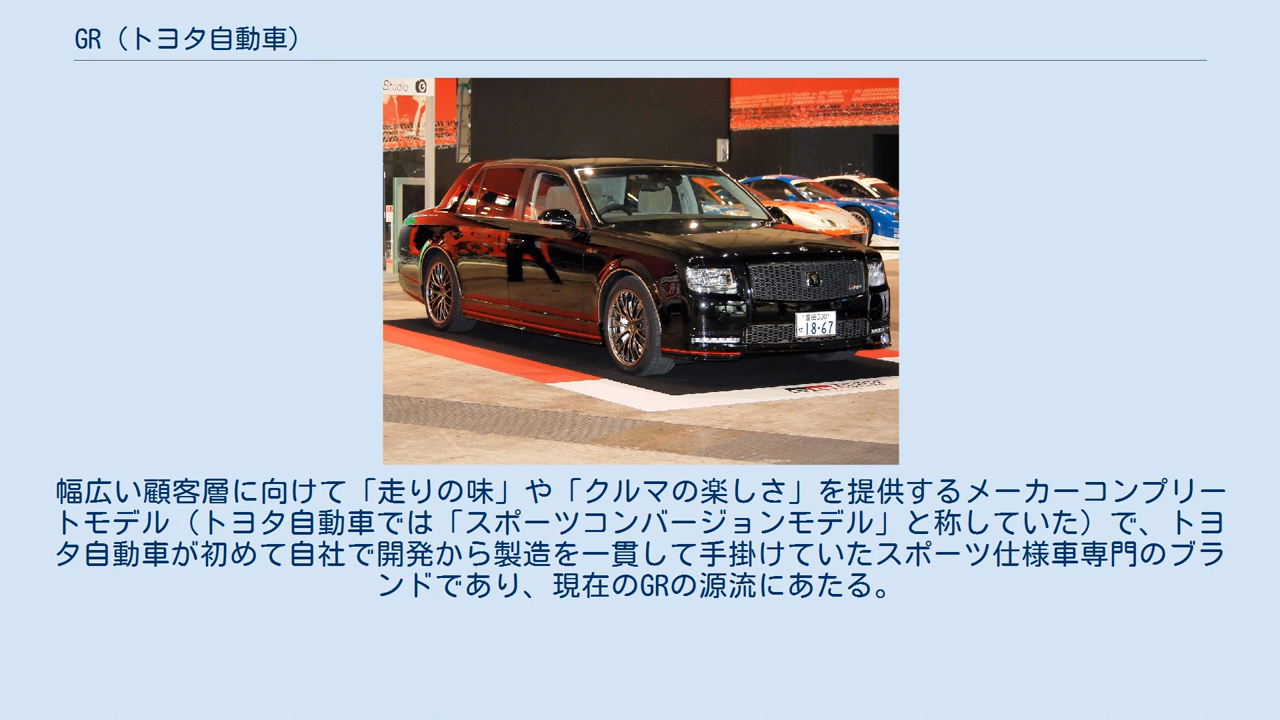 GR（トヨタ自動車）
Studio
18-67
幅広い顧客層に向けて「走りの味」や「クルマの楽しさ」を提供するメーカーコンプリー
トモデル（トヨタ自動車では「スポーツコンバージョンモデル」と称していた）で、トヨ
タ自動車が初めて自社で開発から製造を一貫して手掛けていたスポーツ仕様車専門のブラ
ンドであり、現在のGRの源流にあたる。